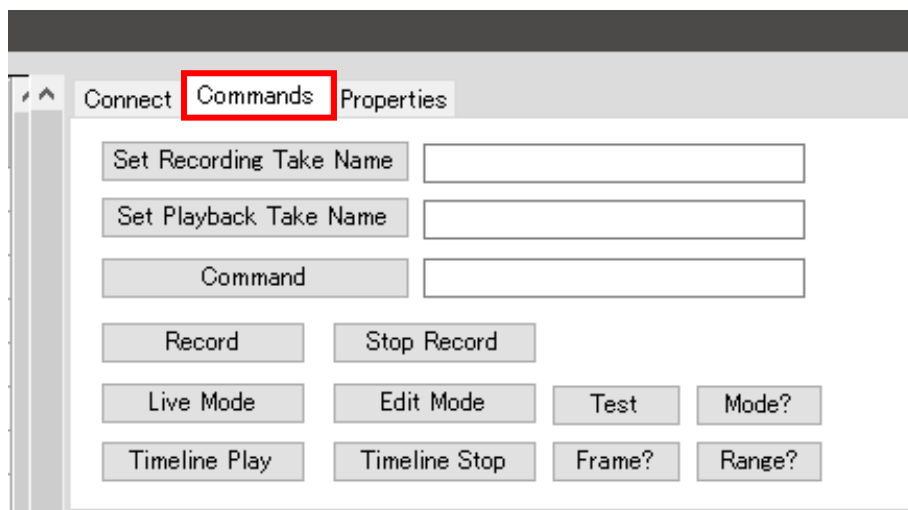 Connect Commands Properties
Set Recording Take Name
Set Playback Take Name
Command
Record Stop Record
Live Mode Edit Mode Test Mode?
Timeline Play Timeline Stop Frame? Range?